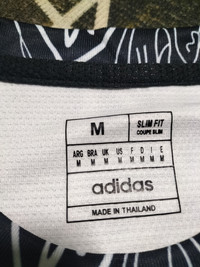 M
SLIM FIT
COUPE SLIM
ARG BRA UK US F D I E
M M M M M M M M
adidas
MADE IN THAILAND